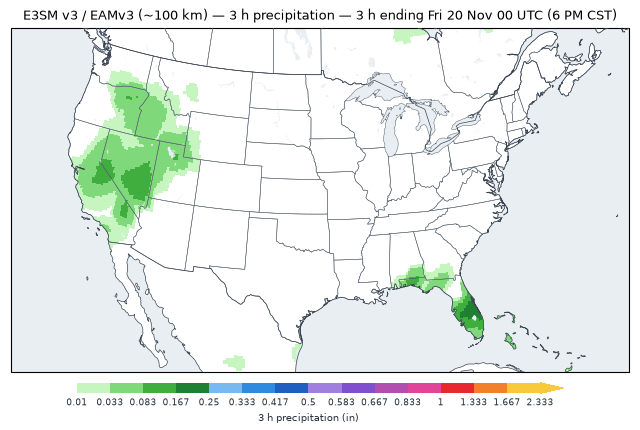 E3SM v3 / EAMv3 (~100 km) — 3 h precipitation — 3 h ending Fri 20 Nov 00 UTC (6 PM CST)
0.01 0.033 0.083 0.167 0.25 0.333 0.417 0.5 0.583 0.667 0.833 1 1.333 1.667 2.333
3 h precipitation (in)